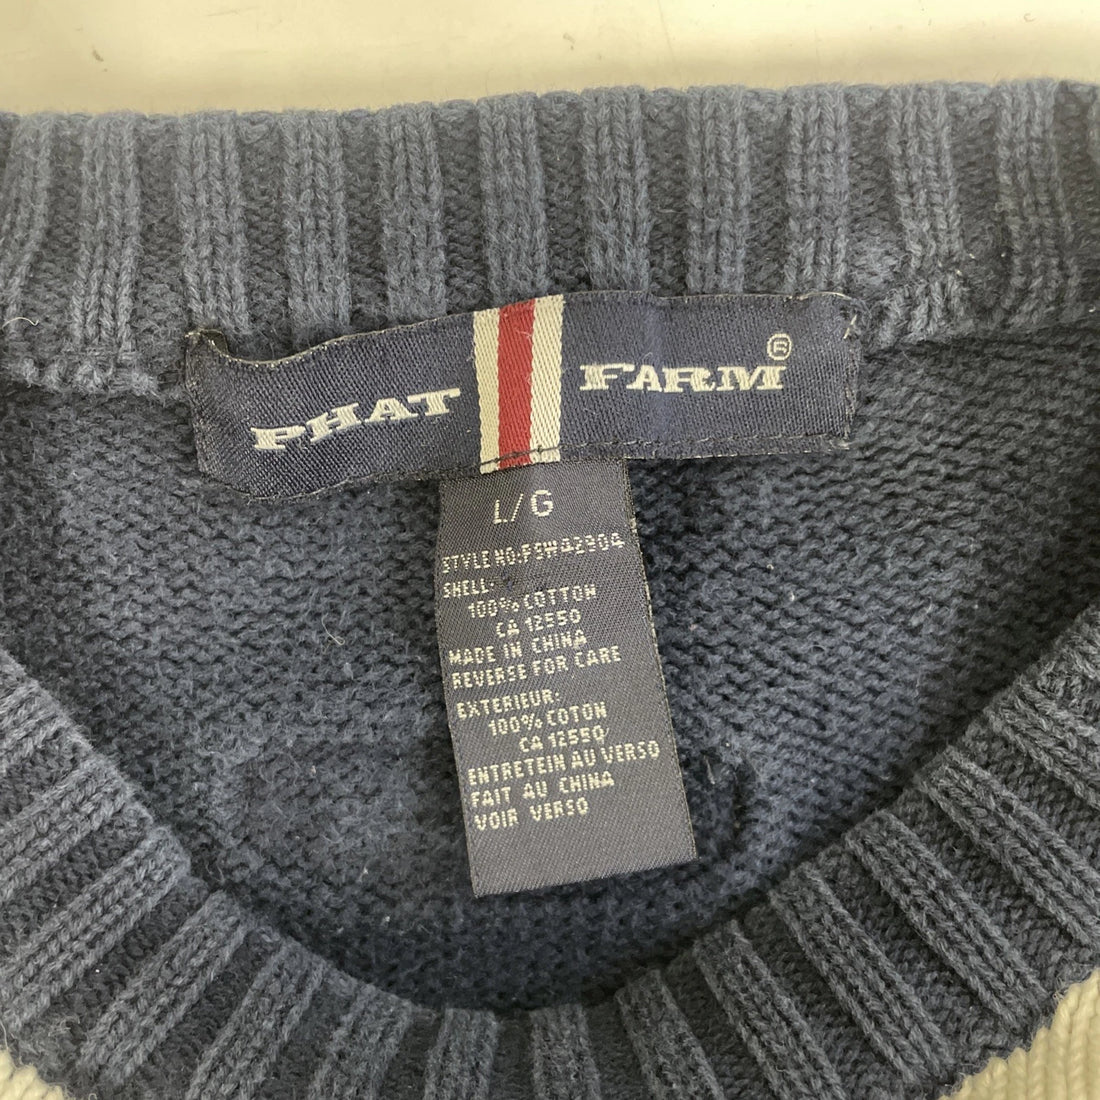 PHAT FARM®
L/G
STYLE NO:FSW42304
SHELL:
100% COTTON
CA 12550
MADE IN CHINA
REVERSE FOR CARE
EXTERIEUR:
100% COTON
CA 12550
ENTRETEIN AU VERSO
FAIT AU CHINA
VOIR VERSO